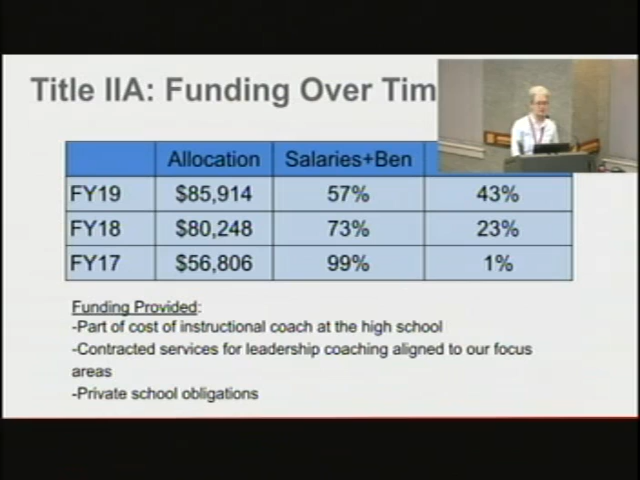 Title IIA: Funding Over Tim
Allocation Salaries+Ben
FY19 $85,914 57% 43%
FY18 $80,248 73% 23%
FY17 $56,806 99% 1%
Funding Provided:
-Part of cost of instructional coach at the high school
-Contracted services for leadership coaching aligned to our focus
areas
-Private school obligations